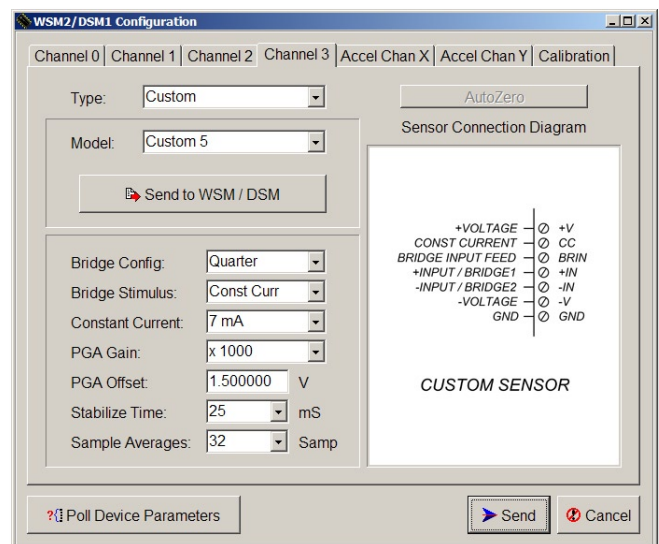 WSM2/DSM1 Configuration
Channel 0 Channel 1 Channel 2 Channel 3 Accel Chan X Accel Chan Y Calibration
Type: Custom
AutoZero
Model: Custom 5
Sensor Connection Diagram
Send to WSM / DSM
+VOLTAGE +V
CONST CURRENT CC
BRIDGE INPUT FEED BRIN
+INPUT / BRIDGE1 +IN
-INPUT / BRIDGE2 -IN
-VOLTAGE -V
GND GND
CUSTOM SENSOR
Bridge Config: Quarter
Bridge Stimulus: Const Curr
Constant Current: 7 mA
PGA Gain: x 1000
PGA Offset: 1.500000 V
Stabilize Time: 25 mS
Sample Averages: 32 Samp
Poll Device Parameters
Send
Cancel